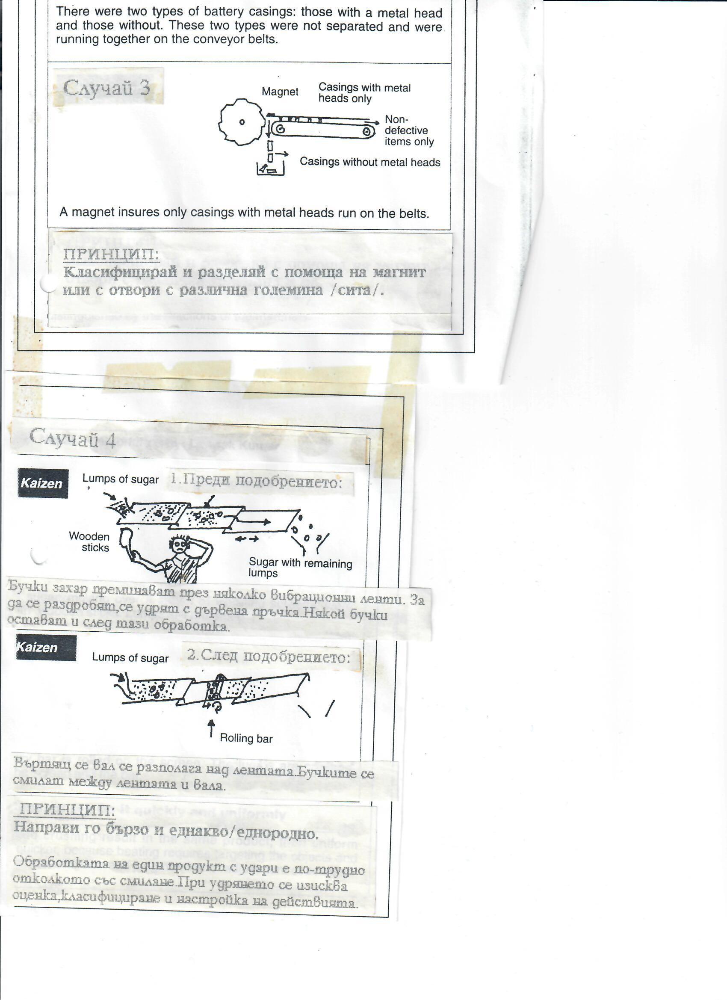 There were two types of battery casings: those with a metal head
and those without. These two types were not separated and were
running together on the conveyor belts.
Случай 3
Magnet
Casings with metal
heads only
Non-
defective
items only
Casings without metal heads
A magnet insures only casings with metal heads run on the belts.
ПРИНЦИП:
Класифицирай и разделяй с помоща на магнит
или с отвори с различна големина /сита/.
Случай 4
Kaizen
Lumps of sugar
1.Преди подобрението:
Wooden
sticks
Sugar with remaining
lumps
Бучки захар преминават през няколко вибрационни ленти. За
да се раздробят,се удрят с дървена пръчка.Някой бучки
остават и след тази обработка.
Kaizen
Lumps of sugar
2.След подобрението:
Rolling bar
Въртящ се вал се разполага над лентата.Бучките се
смилат между лентата и вала.
ПРИНЦИП:
Направи го бързо и еднакво/еднородно.
Обработката на един продукт с удари е по-трудно
отколкото със смилане.При удрянето се изисква
оценка,класифициране и настройка на действията.